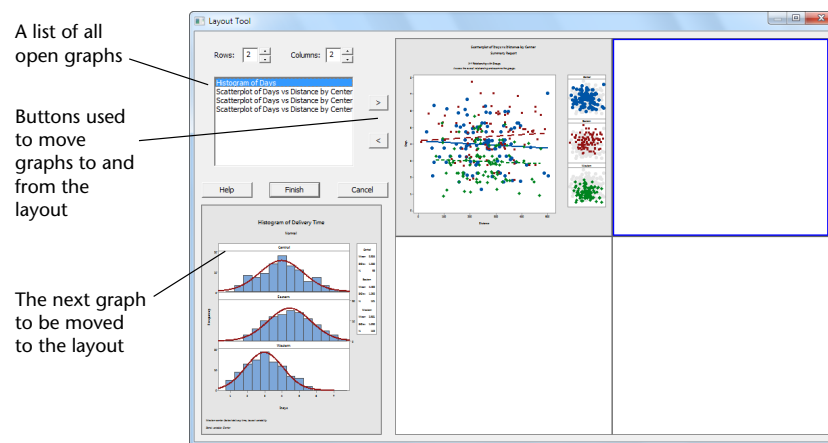 A list of all
open graphs
Buttons used
to move
graphs to and
from the
layout
The next graph
to be moved
to the layout
Layout Tool
Rows: 2
Columns: 2
Histogram of Days
Scatterplot of Days vs Distance by Center
Scatterplot of Days vs Distance by Center
Scatterplot of Days vs Distance by Center
>
<
Help
Finish
Cancel
Histogram of Delivery Time
Central
Eastern
Western
Frequency
Days
Scatterplot of Days vs Distance by Center
Summary Report
Days
Distance